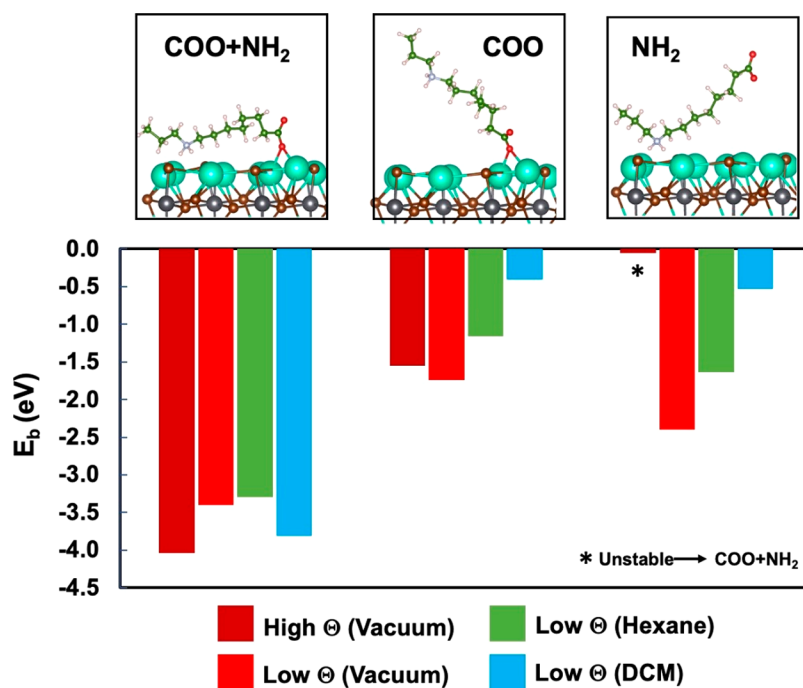 COO+NH₂
COO
NH₂
0.0
-0.5
-1.0
-1.5
-2.0
-2.5
-3.0
-3.5
-4.0
-4.5
E_b (eV)
*
* Unstable → COO+NH₂
High Θ (Vacuum)
Low Θ (Hexane)
Low Θ (Vacuum)
Low Θ (DCM)